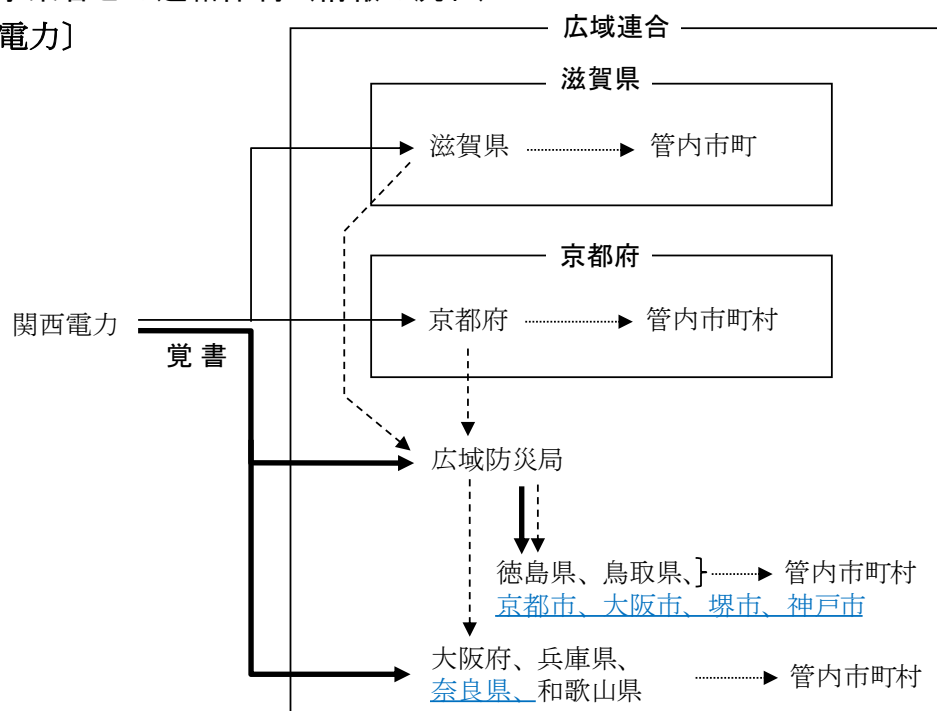 電力〕
広域連合
滋賀県
滋賀県 管内市町
京都府
京都府 管内市町村
関西電力
覚書
広域防災局
徳島県、鳥取県、} 管内市町村
京都市、大阪市、堺市、神戸市
大阪府、兵庫県、
管内市町村
奈良県、和歌山県